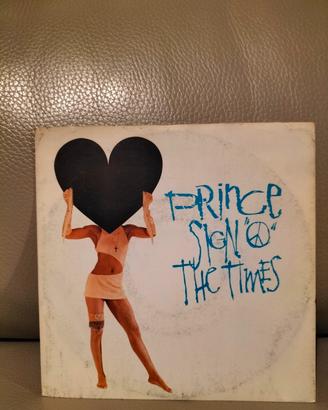 PRINCE
SIGN "☮"
THE TIMES